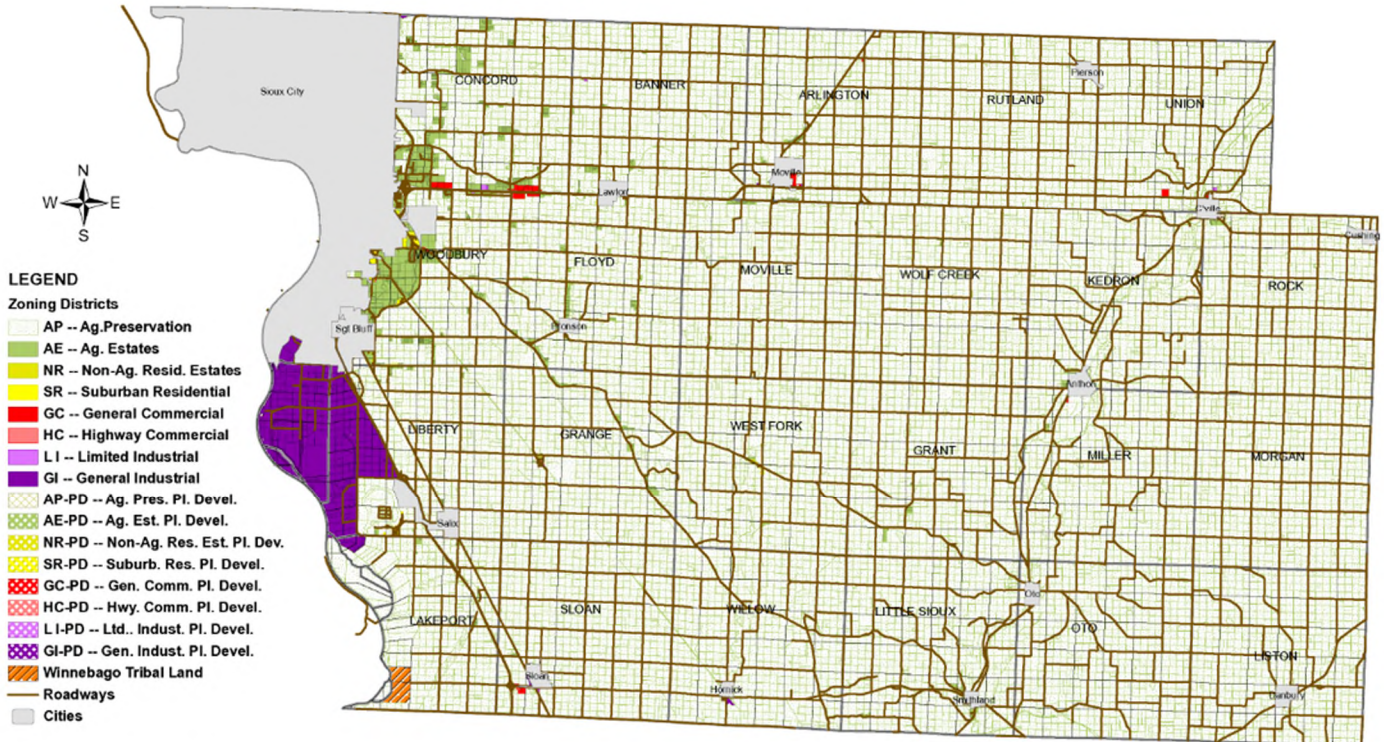 CONCORD
BANNER
ARLINGTON
RUTLAND
UNION
Pierson
Sioux City
N
W E
S
Moville
Lawton
C'ville
Cushing
WOODBURY
FLOYD
MOVILLE
WOLF CREEK
KEDRON
ROCK
LEGEND
Zoning Districts
AP -- Ag.Preservation
AE -- Ag. Estates
NR -- Non-Ag. Resid. Estates
SR -- Suburban Residential
GC -- General Commercial
HC -- Highway Commercial
L I -- Limited Industrial
GI -- General Industrial
AP-PD -- Ag. Pres. Pl. Devel.
AE-PD -- Ag. Est. Pl. Devel.
NR-PD -- Non-Ag. Res. Est. Pl. Dev.
SR-PD -- Suburb. Res. Pl. Devel.
GC-PD -- Gen. Comm. Pl. Devel.
HC-PD -- Hwy. Comm. Pl. Devel.
L I-PD -- Ltd.. Indust. Pl. Devel.
GI-PD -- Gen. Indust. Pl. Devel.
Winnebago Tribal Land
Roadways
Cities
Sgt Bluff
Bronson
Anthon
LIBERTY
GRANGE
WEST FORK
GRANT
MILLER
MORGAN
Salix
Oto
LAKEPORT
SLOAN
WILLOW
LITTLE SIOUX
OTO
LISTON
Sloan
Hornick
Smithland
Danbury